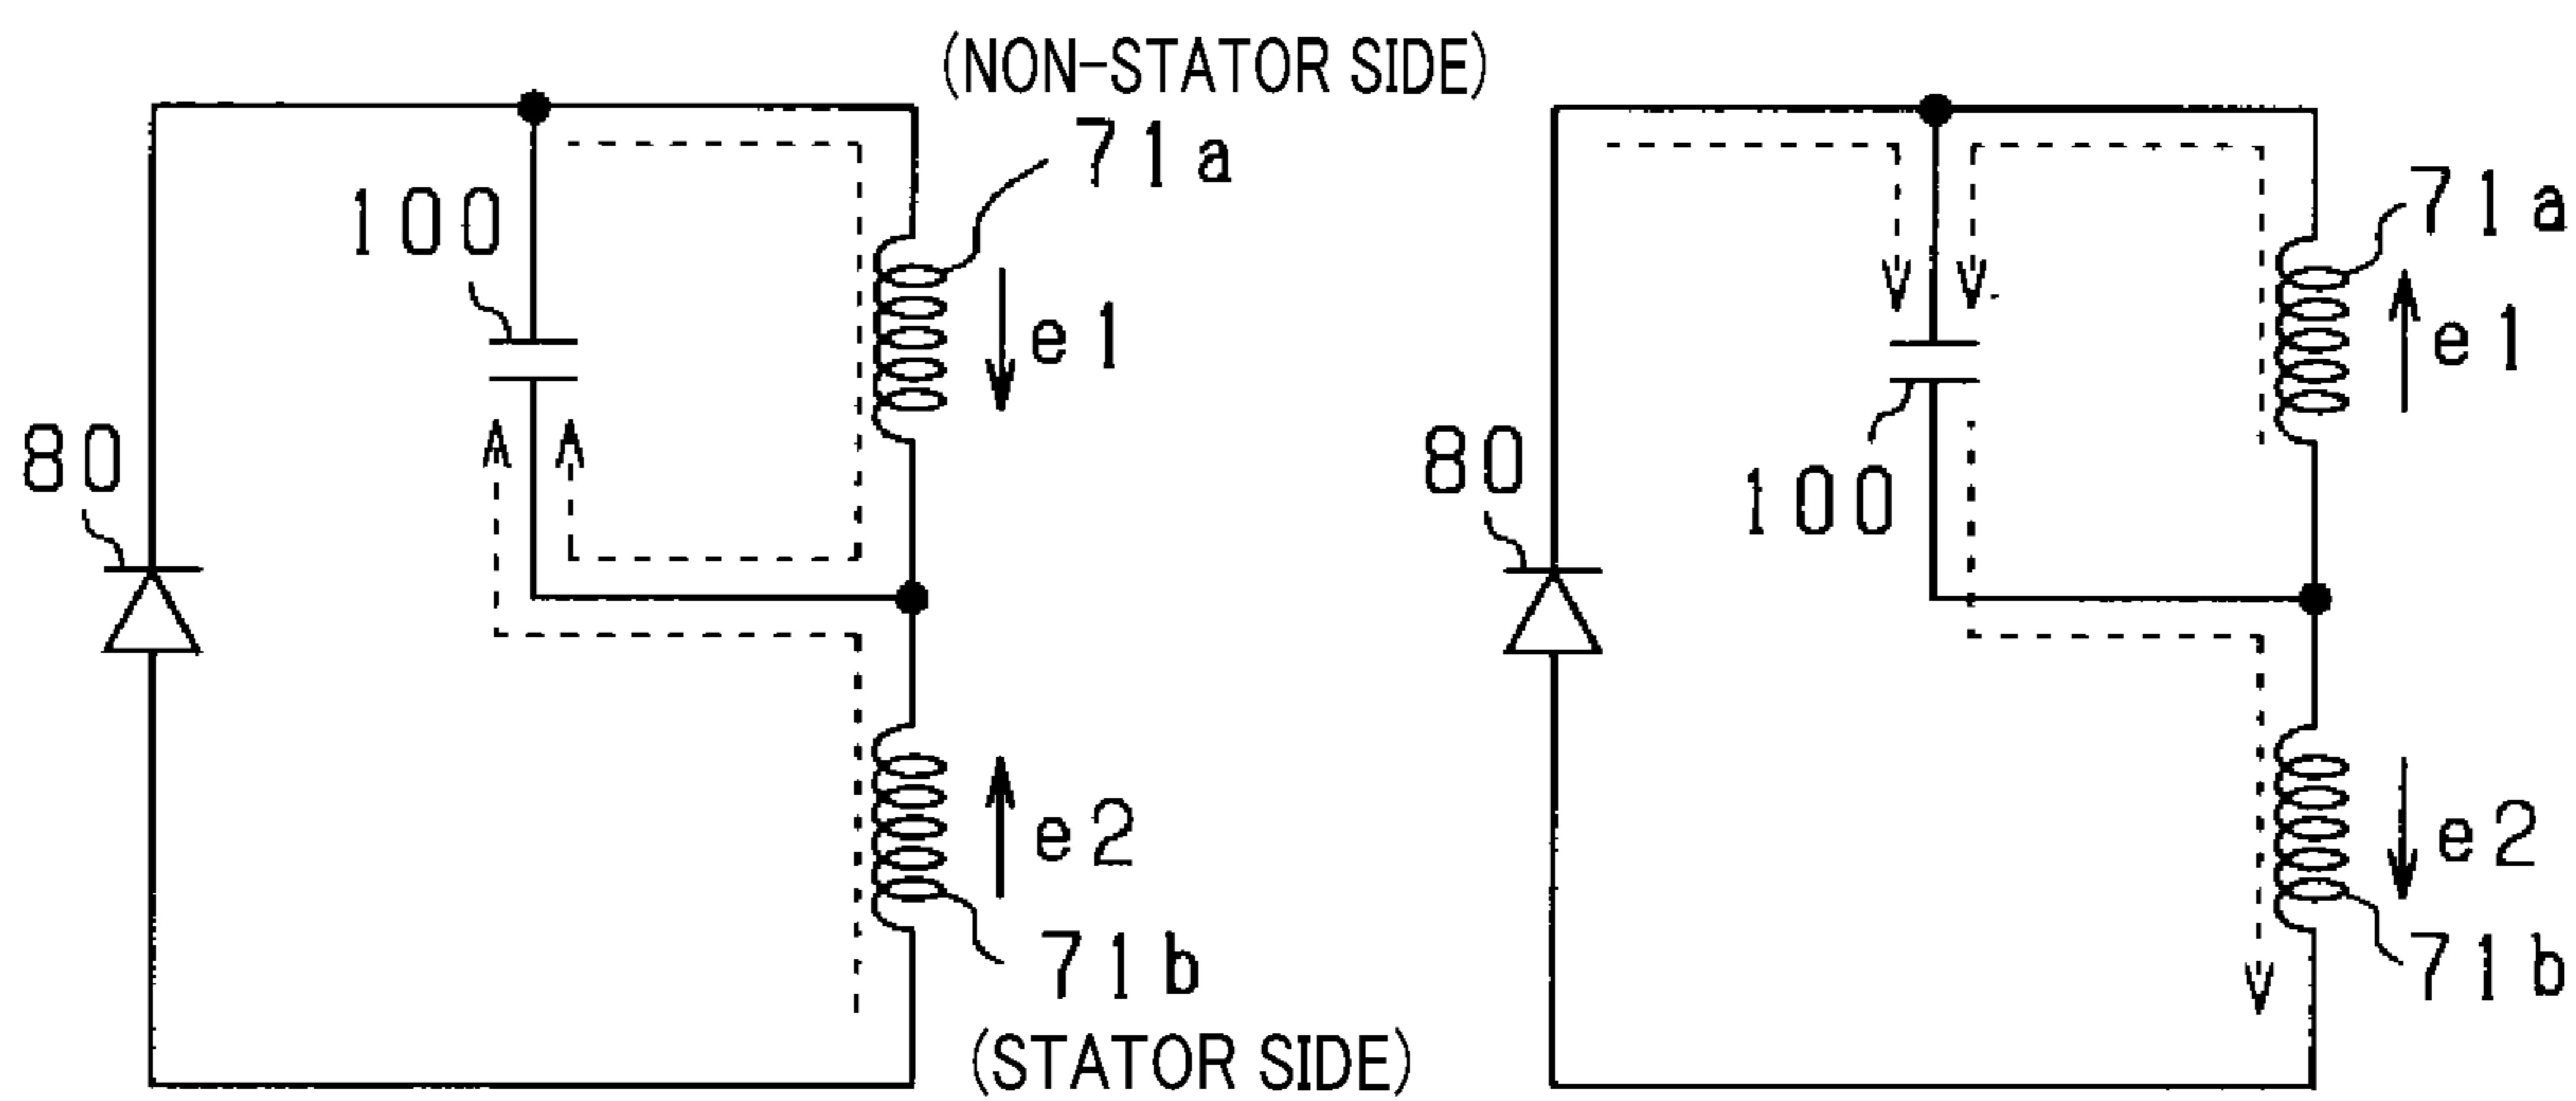 (NON-STATOR SIDE)
71a
100
e1
80
e2
71b
(STATOR SIDE)
71a
e1
80
100
e2
71b